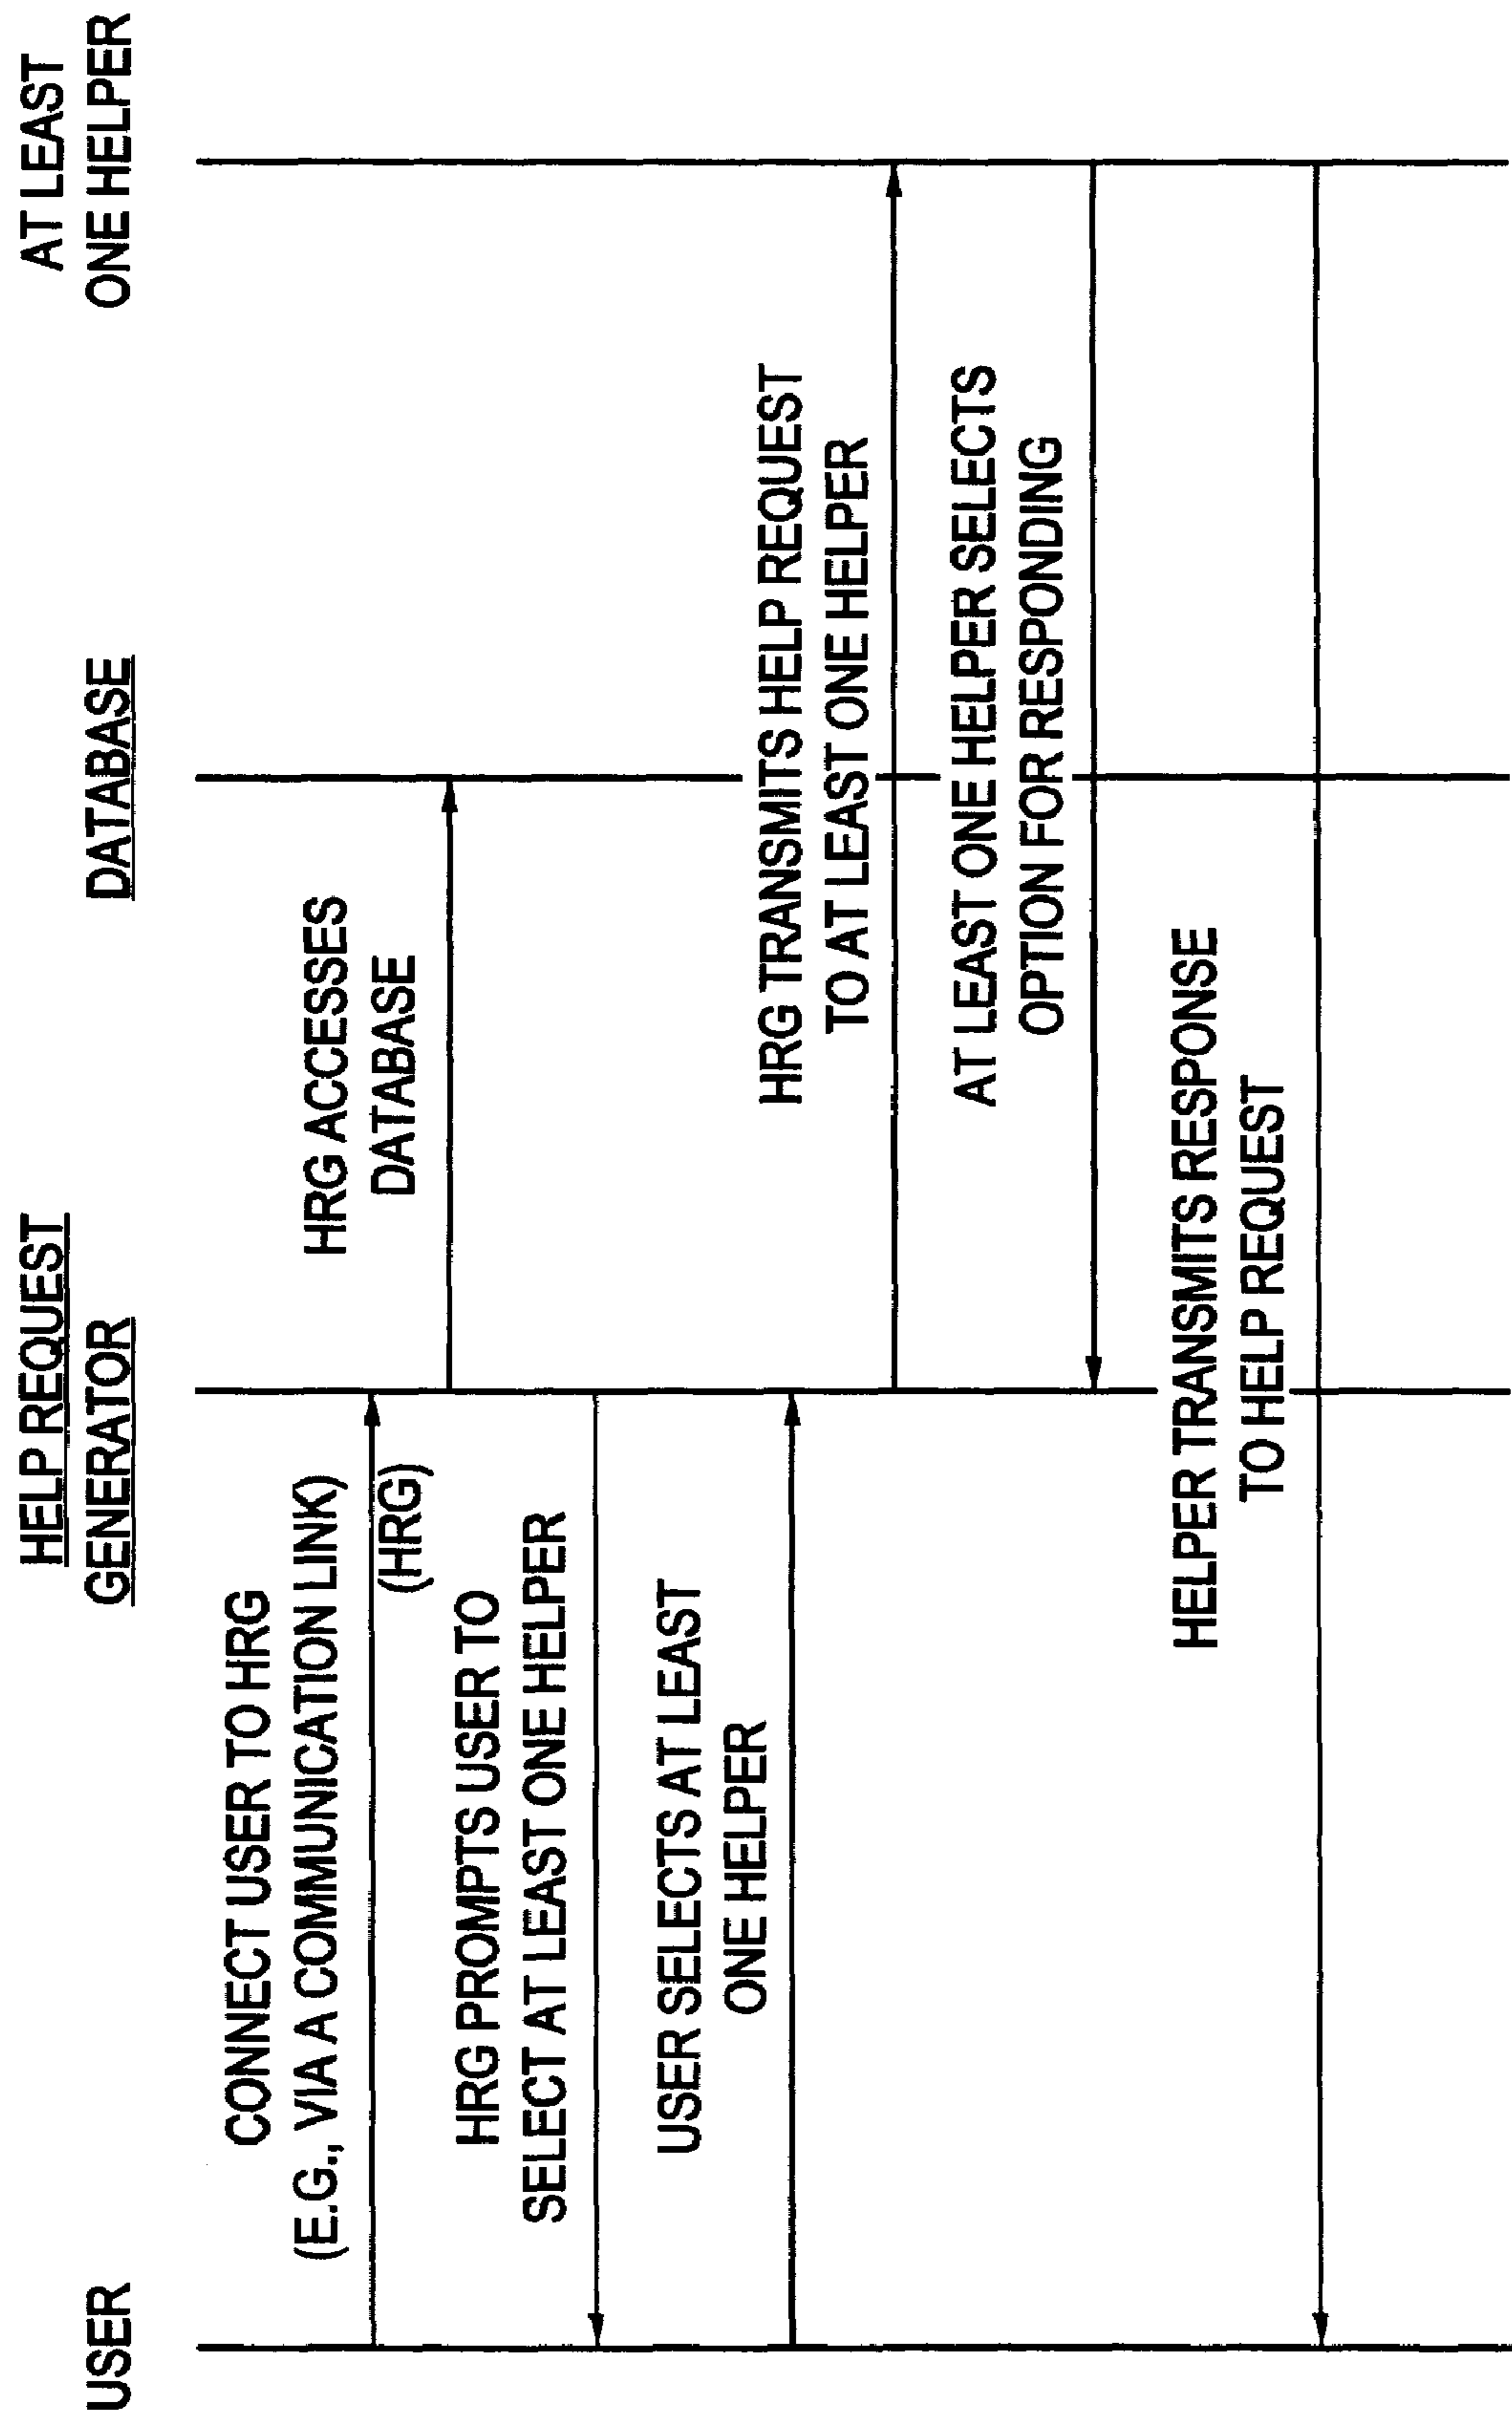 USER
HELP REQUEST
GENERATOR
DATABASE
AT LEAST
ONE HELPER
CONNECT USER TO HRG
(E.G., VIA A COMMUNICATION LINK)
(HRG)
HRG ACCESSES
DATABASE
HRG PROMPTS USER TO
SELECT AT LEAST ONE HELPER
USER SELECTS AT LEAST
ONE HELPER
HRG TRANSMITS HELP REQUEST
TO AT LEAST ONE HELPER
AT LEAST ONE HELPER SELECTS
OPTION FOR RESPONDING
HELPER TRANSMITS RESPONSE
TO HELP REQUEST